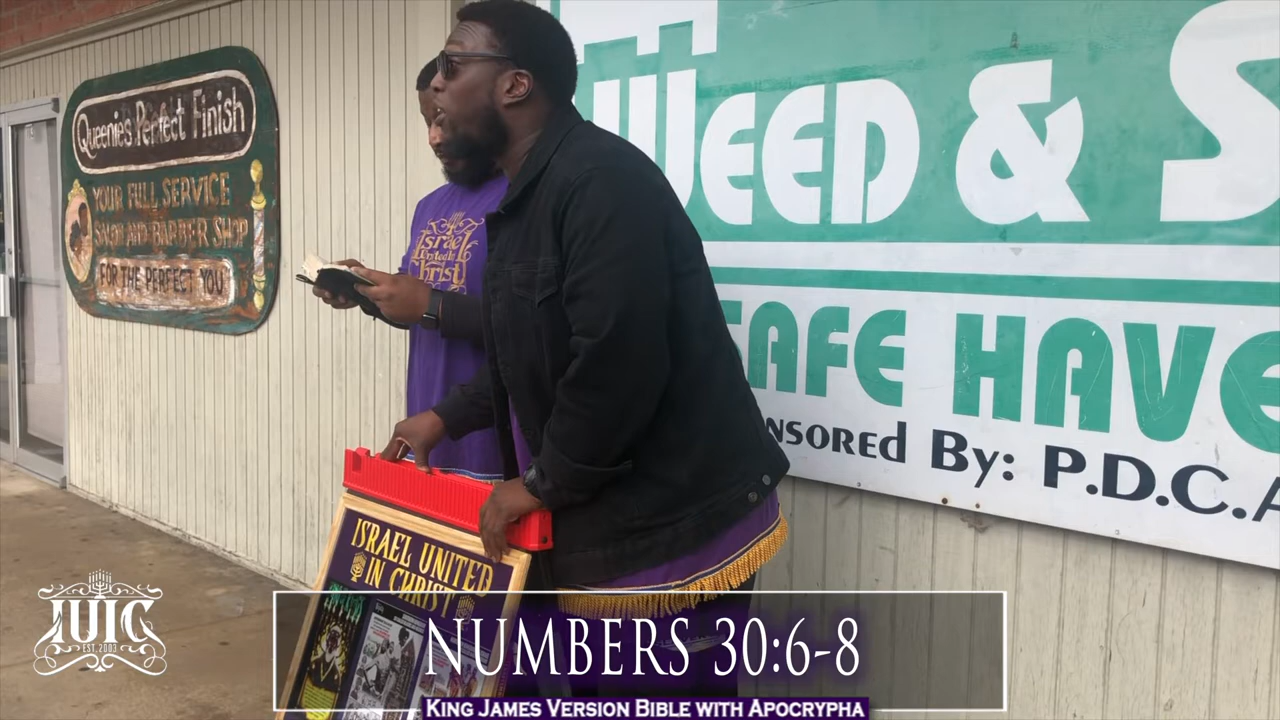 Queenie's Perfect Finish
YOUR FULL SERVICE
SALON AND BARBER SHOP
FOR THE PERFECT YOU
WEED & S
SAFE HAVE
NSORED BY: P.D.C.A
Israel
United In
Christ
ISRAEL UNITED
IN CHRIST
IUIC
EST. 2003
NUMBERS 30:6-8
KING JAMES VERSION BIBLE WITH APOCRYPHA